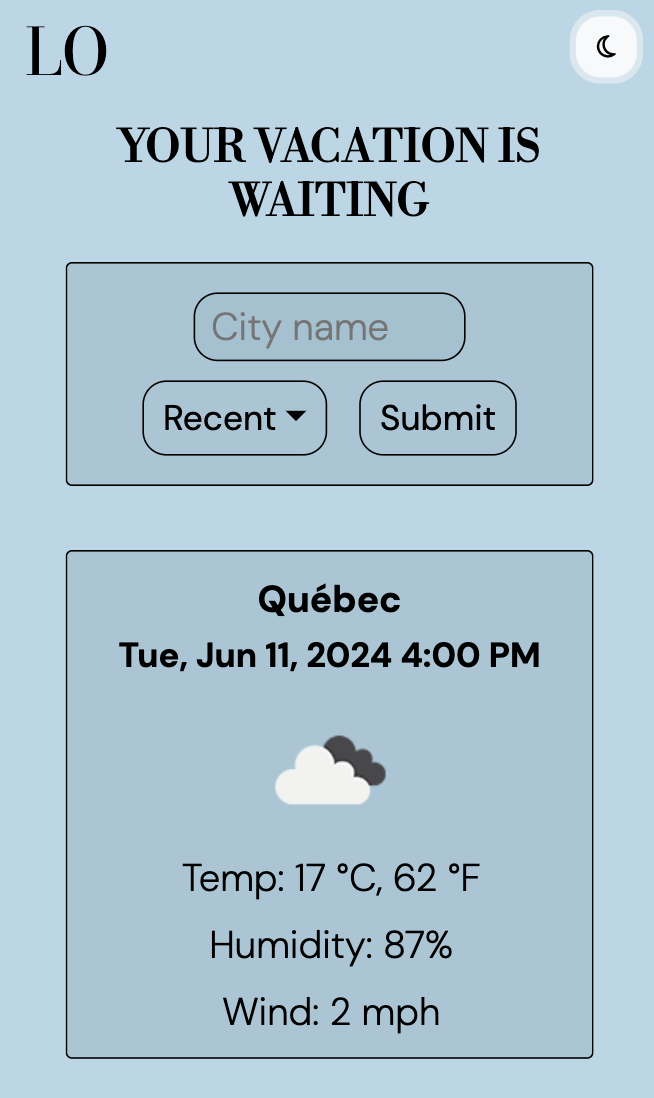 LO
YOUR VACATION IS
WAITING
City name
Recent
Submit
Québec
Tue, Jun 11, 2024 4:00 PM
Temp: 17 °C, 62 °F
Humidity: 87%
Wind: 2 mph